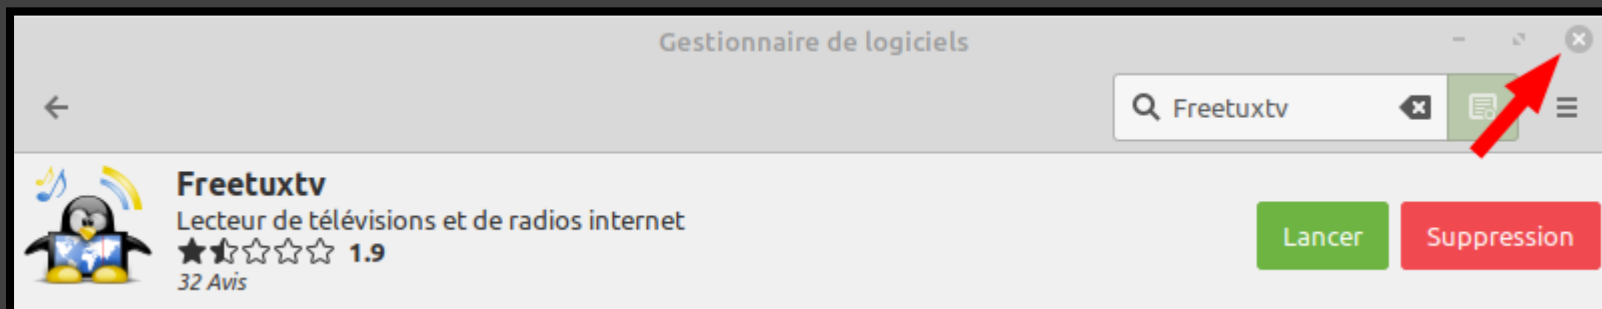 Gestionnaire de logiciels
Freetuxtv
Freetuxtv
Lecteur de télévisions et de radios internet
1.9
32 Avis
Lancer
Suppression